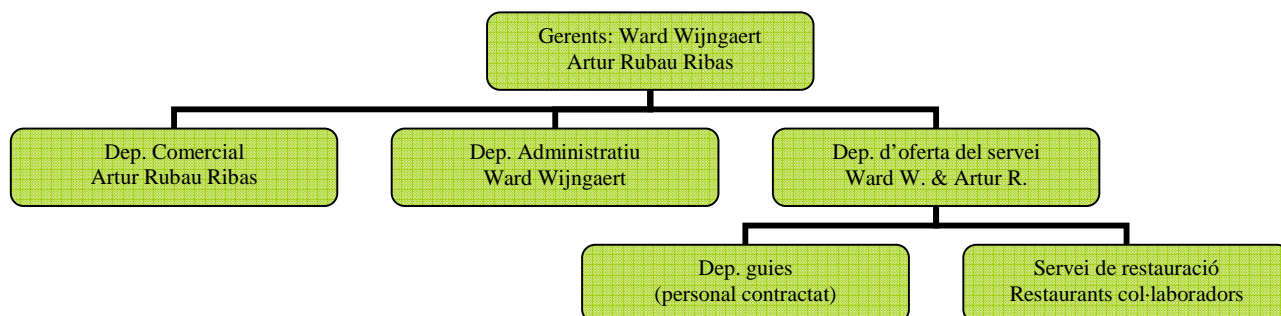 Gerents: Ward Wijngaert
Artur Rubau Ribas
Dep. Comercial
Artur Rubau Ribas
Dep. Administratiu
Ward Wijngaert
Dep. d’oferta del servei
Ward W. & Artur R.
Dep. guies
(personal contractat)
Servei de restauració
Restaurants col·laboradors